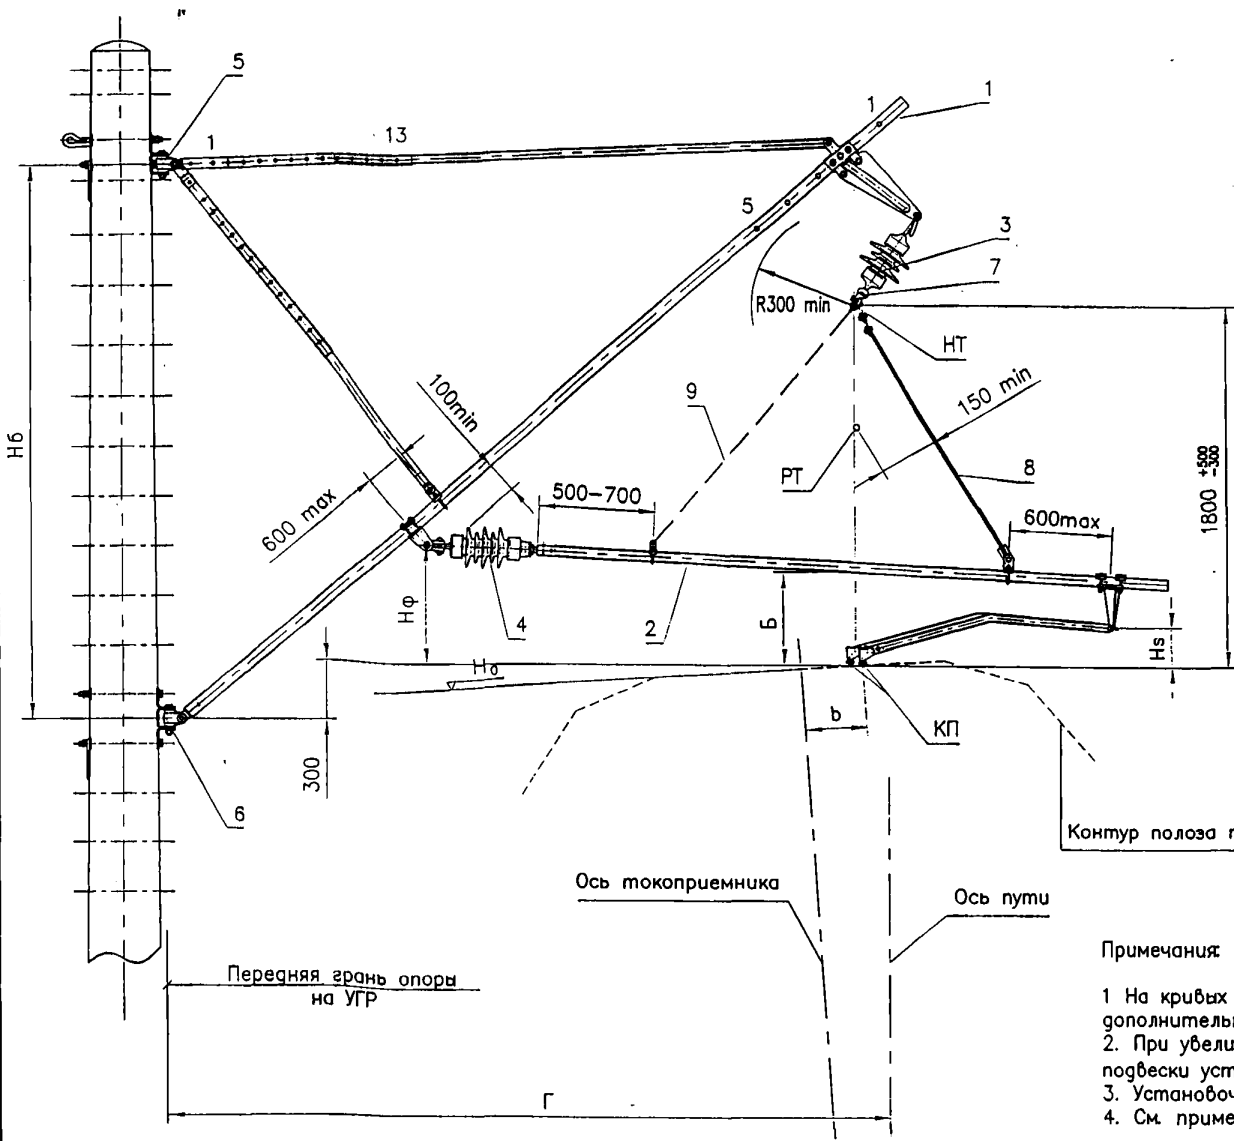 5
1
13
1
1
5
3
7
R300 min
НТ
100min
9
150 min
Нб
РТ
8
1800 +500 -300
600 max
500-700
600max
Нф
4
2
Б
Hs
Но
b
КП
300
6
Контур полоза
Ось токоприемника
Ось пути
Передняя грань опоры
на УГР
Примечания:
1 На кривых
2. При увели
подвески уст
3. Установоч
4. См. приме
Г